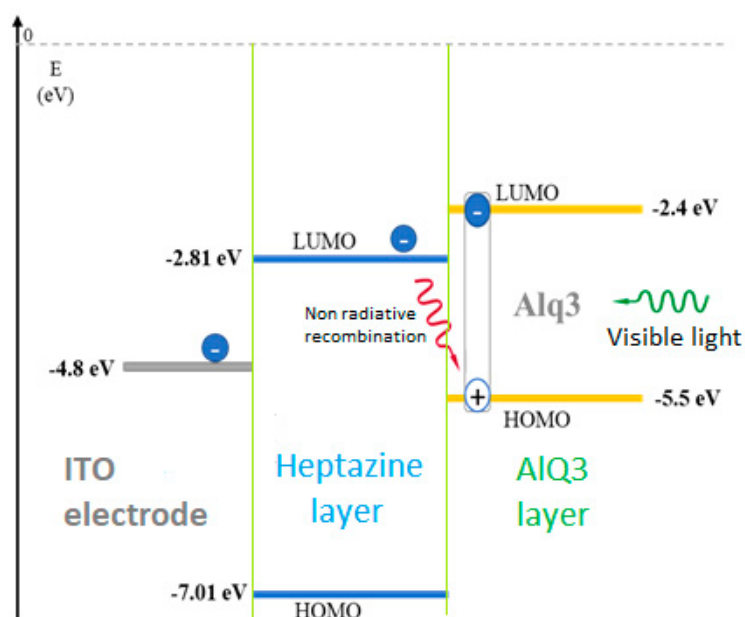 0
E
(eV)
LUMO
-2.4 eV
LUMO
-
-
-2.81 eV
Non radiative
recombination
Alq3
Visible light
-
-4.8 eV
+
-5.5 eV
HOMO
ITO
electrode
Heptazine
layer
AlQ3
layer
-7.01 eV
HOMO